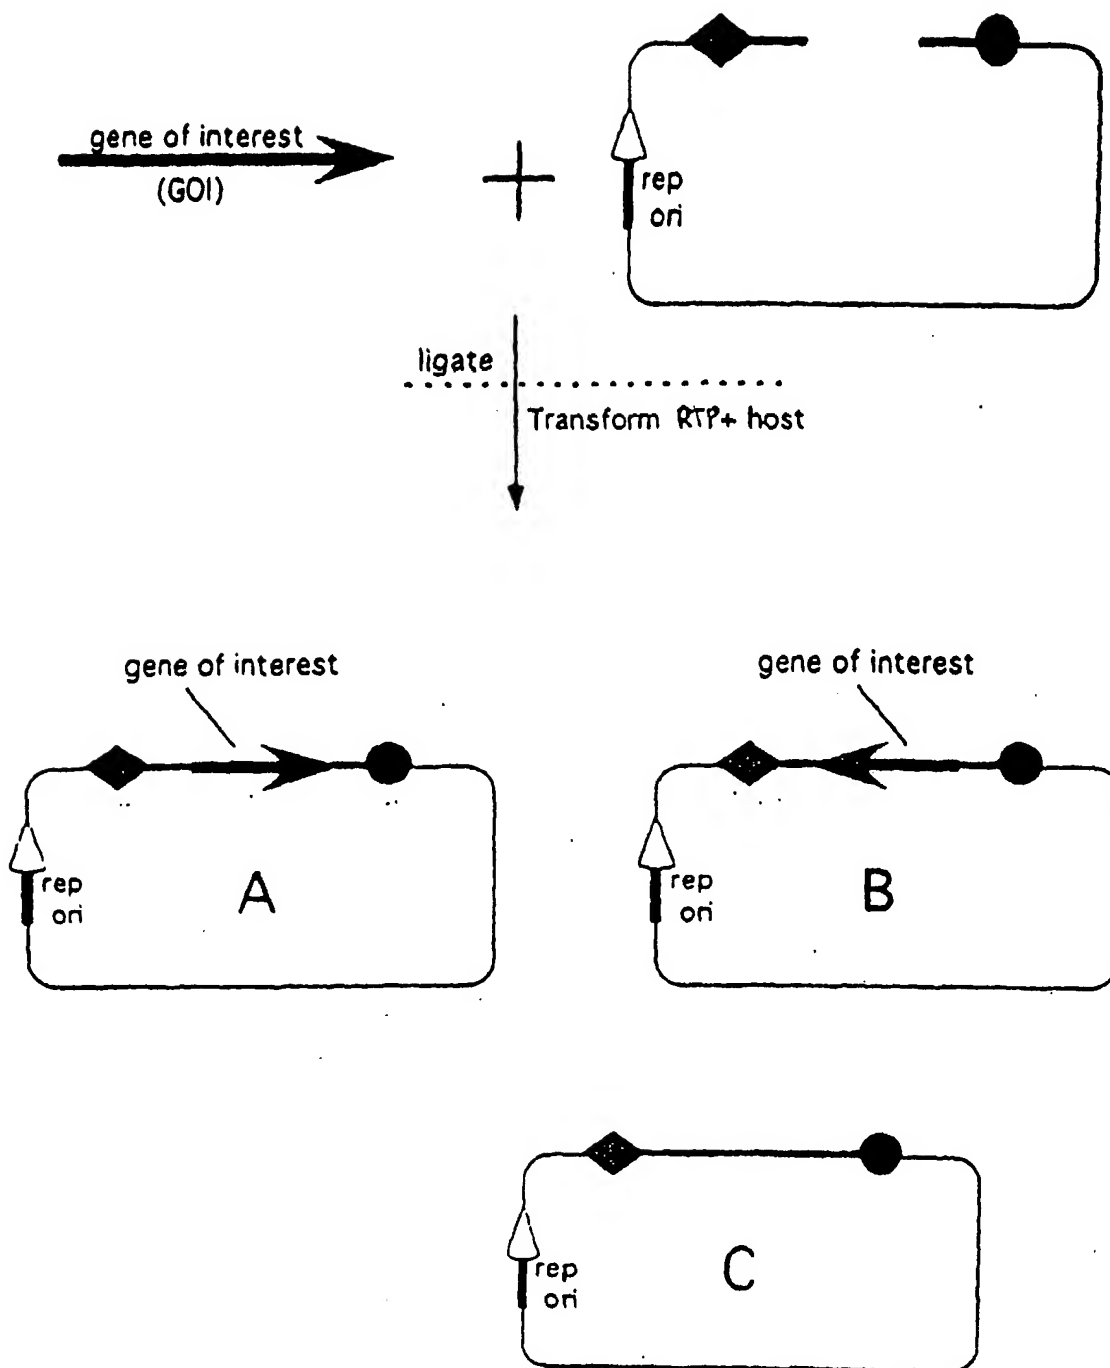 gene of interest
(GOI)
rep
ori
ligate
Transform RTP+ host
gene of interest
gene of interest
rep
ori
A
rep
ori
B
rep
ori
C